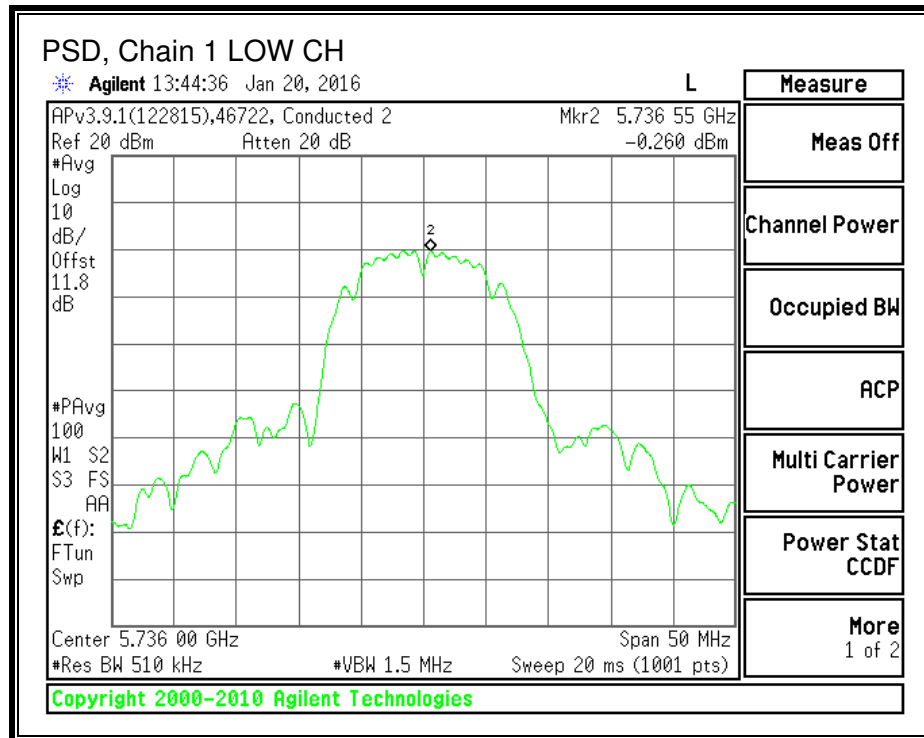 PSD, Chain 1 LOW CH
Agilent 13:44:36 Jan 20, 2016 L
APv3.9.1(122815),46722, Conducted 2 Mkr2 5.736 55 GHz
Ref 20 dBm Atten 20 dB -0.260 dBm
#Avg
Log
10
dB/
Offst
11.8
dB
2
#PAvg
100
W1 S2
S3 FS
AA
£(f):
FTun
Swp
Center 5.736 00 GHz Span 50 MHz
#Res BW 510 kHz #VBW 1.5 MHz Sweep 20 ms (1001 pts)
Copyright 2000-2010 Agilent Technologies
Measure
Meas Off
Channel Power
Occupied BW
ACP
Multi Carrier
Power
Power Stat
CCDF
More
1 of 2